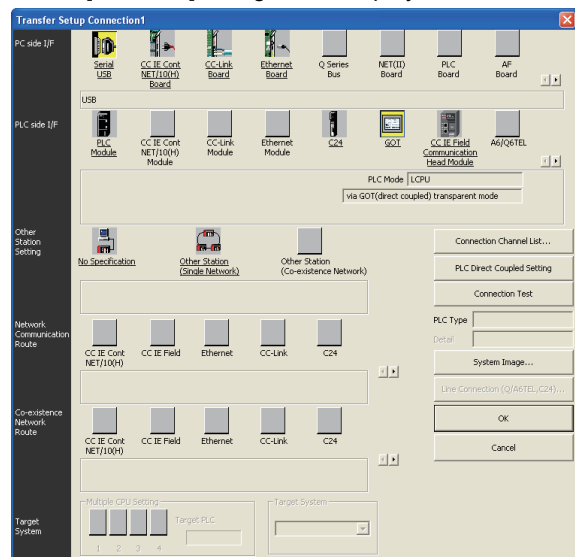 Transfer Setup Connection1
PC side I/F
Serial
USB
CC IE Cont
NET/10(H)
Board
CC-Link
Board
Ethernet
Board
Q Series
Bus
NET(II)
Board
PLC
Board
AF
Board
USB
PLC side I/F
PLC
Module
CC IE Cont
NET/10(H)
Module
CC-Link
Module
Ethernet
Module
C24
GOT
CC IE Field
Communication
Head Module
A6/Q6TEL
PLC Mode LCPU
via GOT(direct coupled) transparent mode
Other
Station
Setting
No Specification
Other Station
(Single Network)
Other Station
(Co-existence Network)
Connection Channel List...
PLC Direct Coupled Setting
Connection Test
PLC Type
Detail
System Image...
Line Connection (Q/A6TEL,C24)...
OK
Cancel
Network
Communication
Route
CC IE Cont
NET/10(H)
CC IE Field
Ethernet
CC-Link
C24
Co-existence
Network
Route
CC IE Cont
NET/10(H)
CC IE Field
Ethernet
CC-Link
C24
Target
System
Multiple CPU Setting
Target PLC
1 2 3 4
Target System